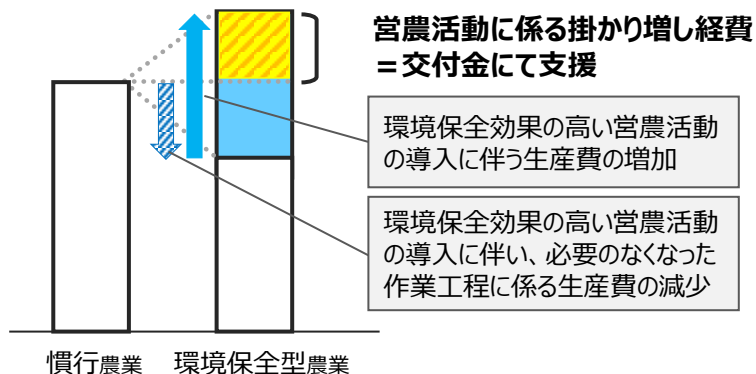 営農活動に係る掛かり増し経費
＝交付金にて支援
環境保全効果の高い営農活動
の導入に伴う生産費の増加
環境保全効果の高い営農活動
の導入に伴い、必要のなくなった
作業工程に係る生産費の減少
慣行農業 環境保全型農業